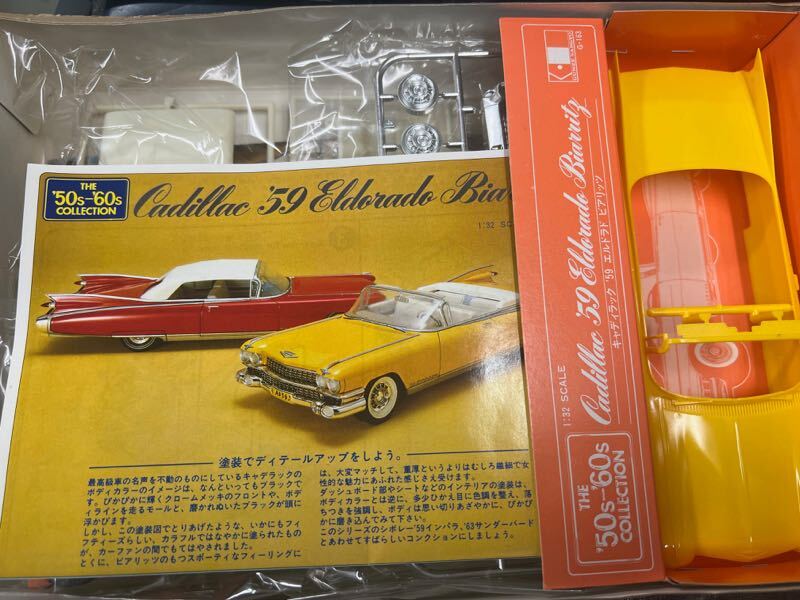 THE
'50s-'60s
COLLECTION
Cadillac '59 Eldorado Biar
1:32 SC
塗装でディテールアップをしよう。
最高級車の名声を不動のものにしているキャデラックの
ボディカラーのイメージは、なんといってもブラックで
す。ぴかぴかに輝くクロームメッキのフロントや、ボデ
ィラインを走るモールと、磨かれぬいたブラックが頭に
浮かびます。
しかし、この塗装図でとりあげたような、いかにもフィ
フティーズらしい、カラフルではなやかに塗られたもの
が、カーファンの間でもてはやされました。
とくに、ビアリッツのもつスポーティなフィーリングに
は、大変マッチして、重厚というよりはむしろ繊細で女
性的な魅力にあふれた感じさえ受けます。
ダッシュボード部やシートなどのインテリアの塗装は、
ボディカラーとは逆に、多少ひかえ目に色調を整え、落
ちつきを強調し、ボディは思い切りあざやかに、ぴかぴ
かに磨き込んでみて下さい。
このシリーズのシボレー'59インパラ、'63サンダーバード
とあわせてすばらしいコレクションにしましょう。
G-163
Cadillac '59 Eldorado Biarritz
キャディラック '59 エルドラド ビアリッツ
1:32 SCALE
THE
'50s-'60s
COLLECTION